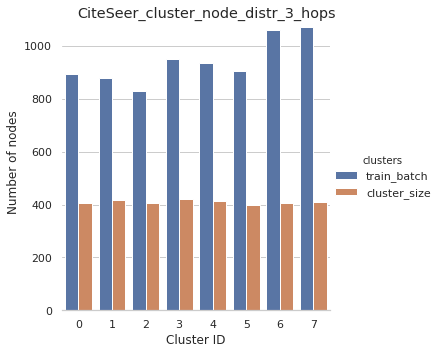 CiteSeer_cluster_node_distr_3_hops
1000
800
600
400
200
0
Number of nodes
0 1 2 3 4 5 6 7
Cluster ID
clusters
train_batch
cluster_size